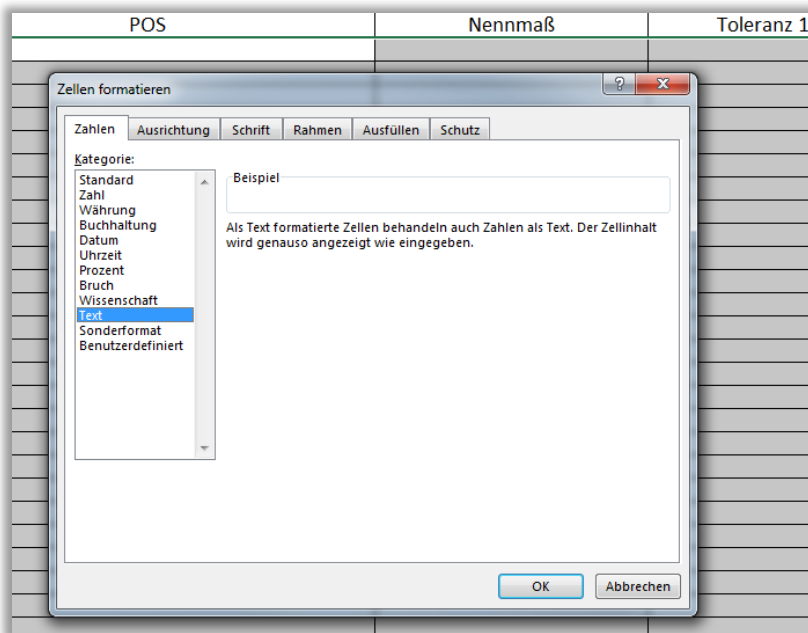 POS Nennmaß Toleranz 1
Zellen formatieren
?
Zahlen Ausrichtung Schrift Rahmen Ausfüllen Schutz
Kategorie:
Standard
Zahl
Währung
Buchhaltung
Datum
Uhrzeit
Prozent
Bruch
Wissenschaft
Text
Sonderformat
Benutzerdefiniert
Beispiel
Als Text formatierte Zellen behandeln auch Zahlen als Text. Der Zellinhalt
wird genauso angezeigt wie eingegeben.
OK Abbrechen